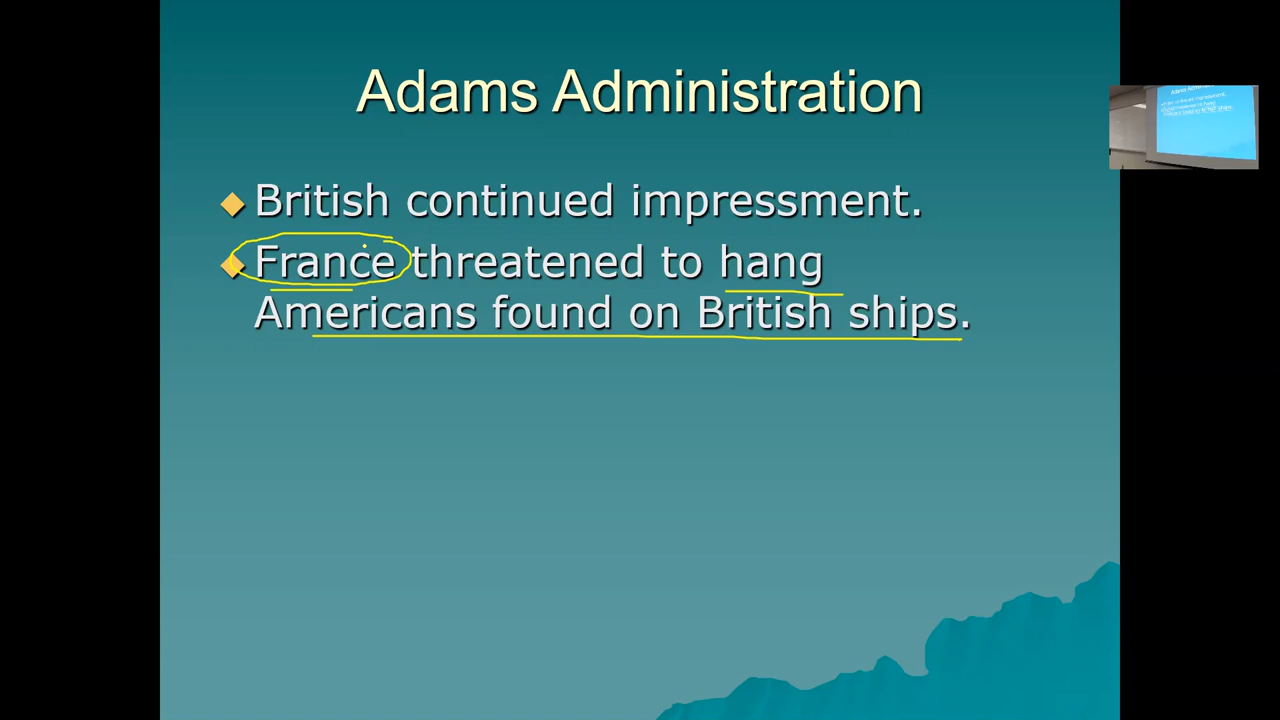 Adams Administration
British continued impressment.
France threatened to hang
Americans found on British ships.